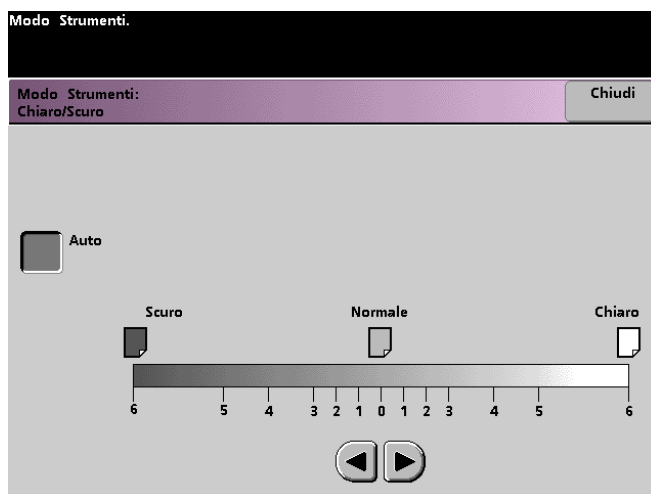 Modo Strumenti.
Modo Strumenti:
Chiaro/Scuro
Chiudi
Auto
Scuro Normale Chiaro
6 5 4 3 2 1 0 1 2 3 4 5 6